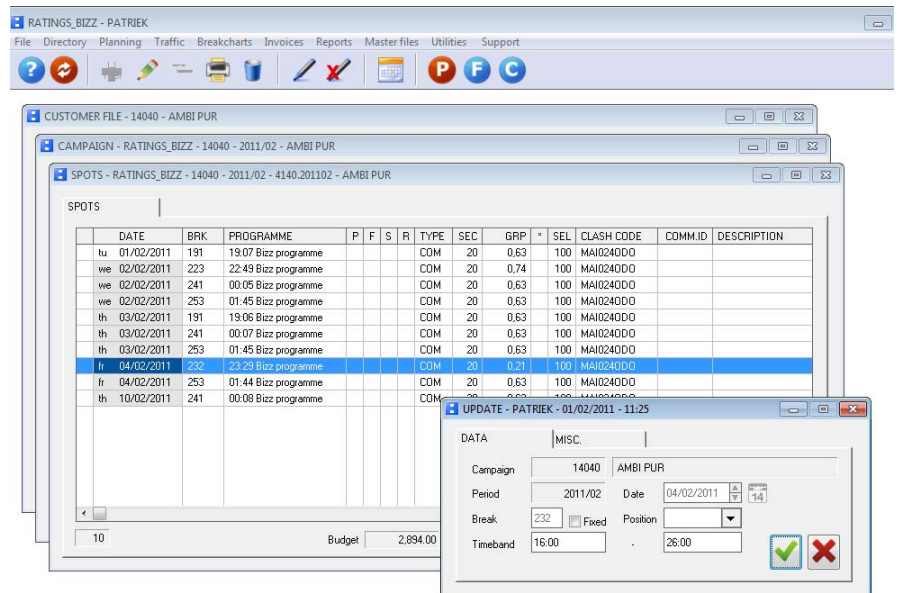 RATINGS_BIZZ - PATRIEK
File Directory Planning Traffic Breakcharts Invoices Reports Master files Utilities Support
? P F C
CUSTOMER FILE - 14040 - AMBI PUR
CAMPAIGN - RATINGS_BIZZ - 14040 - 2011/02 - AMBI PUR
SPOTS - RATINGS_BIZZ - 14040 - 2011/02 - 4140.201102 - AMBI PUR
SPOTS
DATE BRK PROGRAMME P F S R TYPE SEC GRP * SEL CLASH CODE COMM.ID DESCRIPTION
tu 01/02/2011 191 19:07 Bizz programme COM 20 0,63 100 MAI024ODO
we 02/02/2011 223 22:49 Bizz programme COM 20 0,74 100 MAI024ODO
we 02/02/2011 241 00:05 Bizz programme COM 20 0,63 100 MAI024ODO
we 02/02/2011 253 01:45 Bizz programme COM 20 0,63 100 MAI024ODO
th 03/02/2011 191 19:06 Bizz programme COM 20 0,63 100 MAI024ODO
th 03/02/2011 241 00:07 Bizz programme COM 20 0,63 100 MAI024ODO
th 03/02/2011 253 01:45 Bizz programme COM 20 0,63 100 MAI024ODO
fr 04/02/2011 232 23:29 Bizz programme COM 20 0,21 100 MAI024ODO
fr 04/02/2011 253 01:44 Bizz programme COM 20 0,63 100 MAI024ODO
th 10/02/2011 241 00:08 Bizz programme COM
10 Budget 2,894.00
UPDATE - PATRIEK - 01/02/2011 - 11:25
DATA MISC.
Campaign 14040 AMBI PUR
Period 2011/02 Date 04/02/2011 14
Break 232 Fixed Position
Timeband 16:00 . 26:00